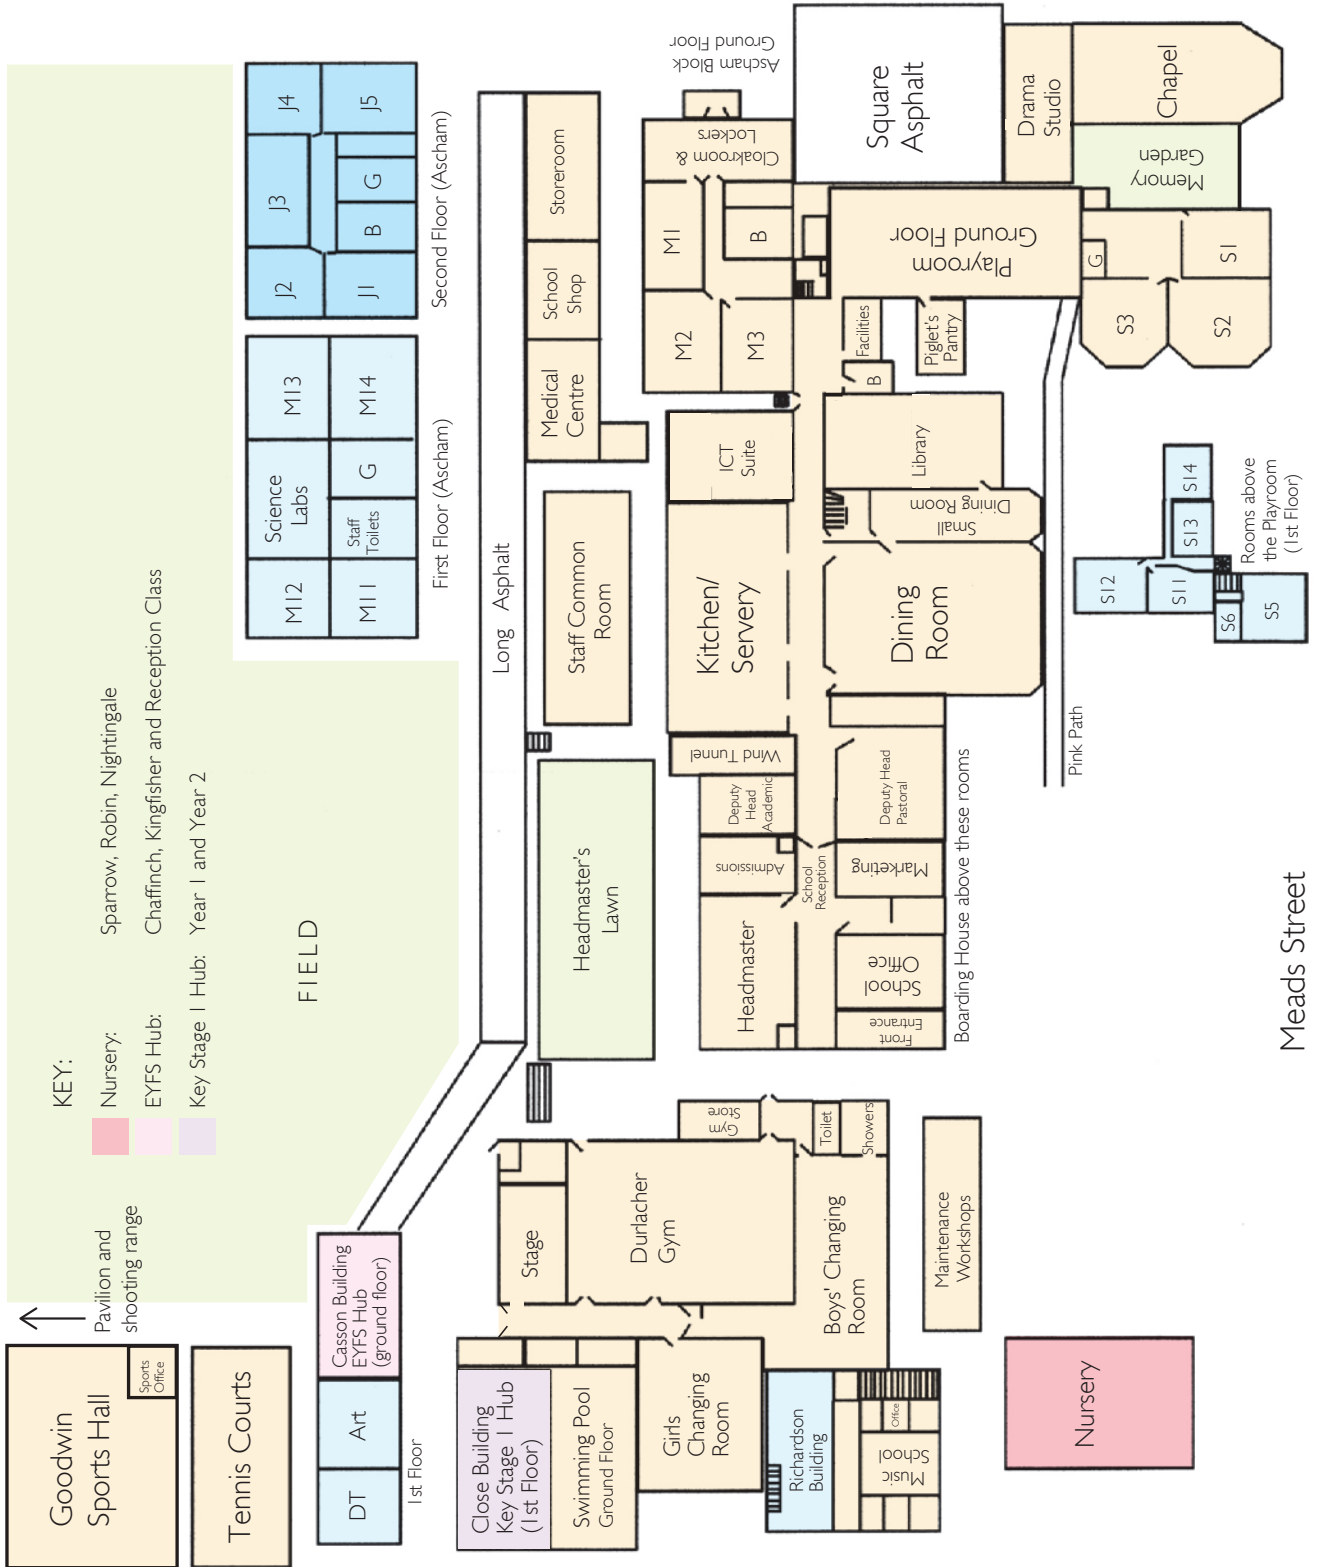 KEY:
Nursery: Sparrow, Robin, Nightingale
EYFS Hub: Chaffinch, Kingfisher and Reception Class
Key Stage 1 Hub: Year 1 and Year 2
Pavilion and
shooting range
FIELD
Goodwin
Sports Hall
Sports
Office
Tennis Courts
Casson Building
EYFS Hub
(ground floor)
Art
DT
1st Floor
M12
Science
Labs
M13
M11
Staff
Toilets
G
M14
First Floor (Ascham)
J2
J3
J4
J1
B
G
J5
Second Floor (Ascham)
Long Asphalt
Close Building
Key Stage 1 Hub
(1st Floor)
Swimming Pool
Ground Floor
Girls
Changing
Room
Richardson
Building
Music
School
Office
Stage
Durlacher
Gym
Gym
Store
Boys' Changing
Room
Toilet
Showers
Maintenance
Workshops
Nursery
Headmaster's
Lawn
Staff Common
Room
Medical
Centre
School
Shop
Storeroom
Headmaster
Admissions
Deputy
Head
Academic
Wind Tunnel
School
Reception
Front
Entrance
School
Office
Marketing
Deputy Head
Pastoral
Boarding House above these rooms
Kitchen/
Servery
Dining
Room
Small
Dining Room
ICT
Suite
Library
B
Facilities
Piglet's
Pantry
M2
M1
M3
B
Cloakroom &
Lockers
Ascham Block
Ground Floor
Playroom
Ground Floor
Square
Asphalt
Drama
Studio
Chapel
Memory
Garden
G
S3
S2
S1
Pink Path
S12
S11
S13
S14
S6
S5
Rooms above
the Playroom
(1st Floor)
Meads Street